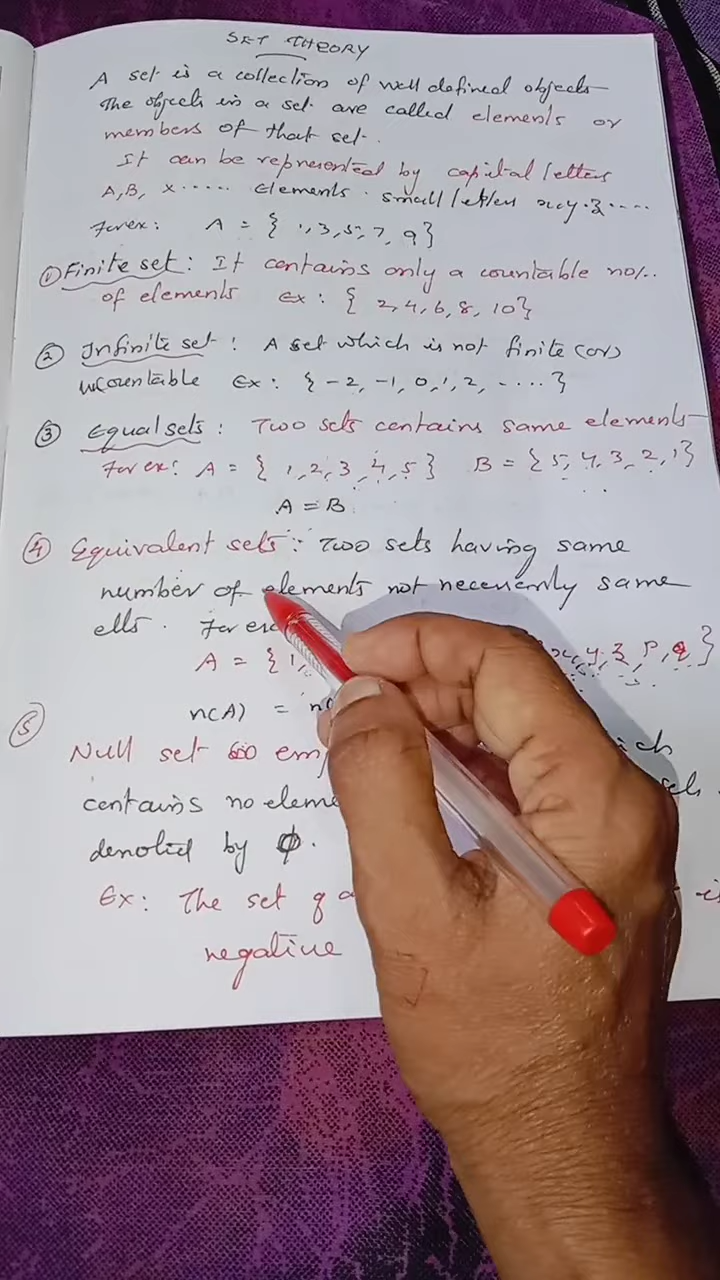 SET THEORY
A set is a collection of well defined objects
The objects in a set are called elements or
members of that set.
It can be represented by capital letters
A, B, X ..... Elements. small letters x,y,z ....
For ex: A = { 1, 3, 5, 7, 9 }
① Finite set : It contains only a countable no/..
of elements Ex : { 2, 4, 6, 8, 10 }
② Infinite set : A set which is not finite (or)
uncountable Ex : { -2, -1, 0, 1, 2, - .... }
③ Equal sets : Two sets contains same elements
For ex: A = { 1, 2, 3, 4, 5 } B = { 5, 4, 3, 2, 1 }
A = B
④ Equivalent sets : Two sets having same
number of elements not necessarily same
ells. For ex
A = { 1, x, y, z, p, q }
n(A) = n
⑤ Null set (or) emp ich
contains no eleme
denoted by ϕ.
Ex: The set of a is
negative